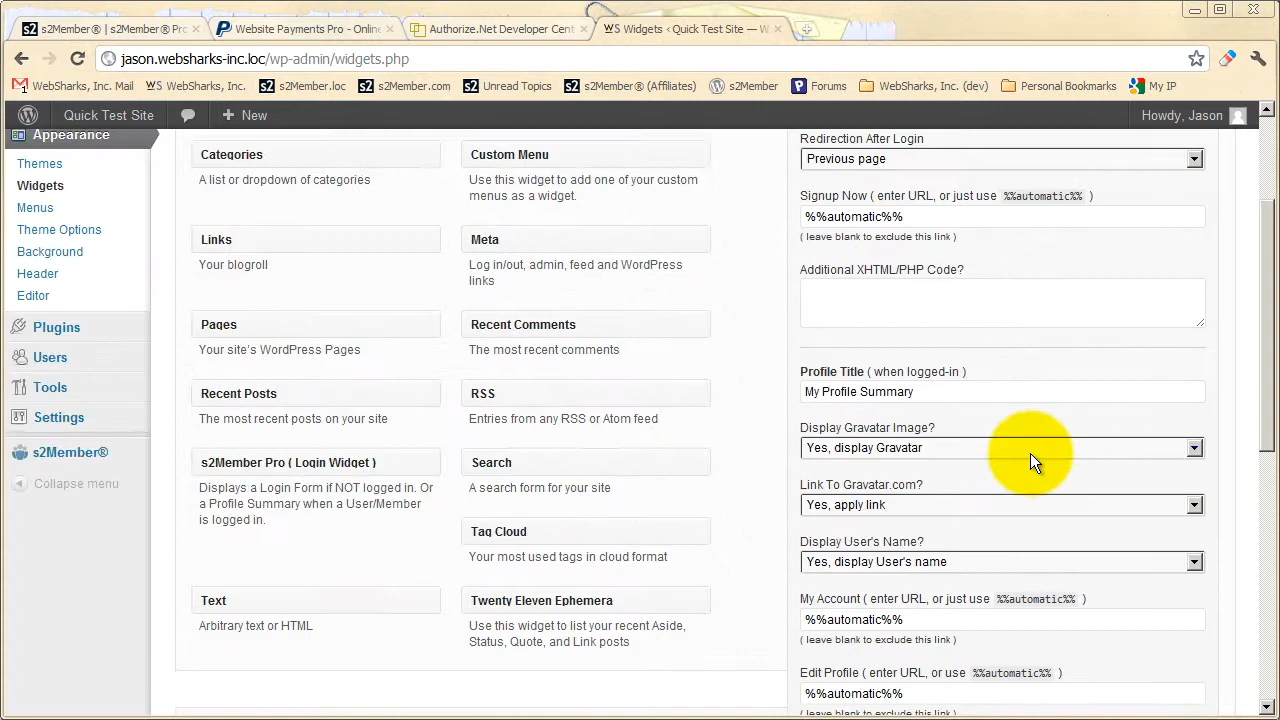 s2Member® | s2Member® Pro
Website Payments Pro - Online
Authorize.Net Developer Cent
Widgets ‹ Quick Test Site — W
jason.websharks-inc.loc/wp-admin/widgets.php
WebSharks, Inc. Mail
WebSharks, Inc.
s2Member.loc
Unread Topics
s2Member® (Affiliates)
s2Member
Forums
WebSharks, Inc. (dev)
Personal Bookmarks
My IP
Quick Test Site
New
Howdy, Jason
Appearance
Themes
Widgets
Menus
Theme Options
Background
Header
Editor
Plugins
Users
Tools
Settings
s2Member®
Collapse menu
Categories
A list or dropdown of categories
Links
Your blogroll
Pages
Your site's WordPress Pages
Recent Posts
The most recent posts on your site
s2Member Pro ( Login Widget )
Displays a Login Form if NOT logged in. Or
a Profile Summary when a User/Member
is logged in.
Text
Arbitrary text or HTML
Custom Menu
Use this widget to add one of your custom
menus as a widget.
Meta
Log in/out, admin, feed and WordPress
links
Recent Comments
The most recent comments
RSS
Entries from any RSS or Atom feed
Search
A search form for your site
Tag Cloud
Your most used tags in cloud format
Twenty Eleven Ephemera
Use this widget to list your recent Aside,
Status, Quote, and Link posts
Redirection After Login
Previous page
Signup Now ( enter URL, or just use %%automatic%% )
%%automatic%%
( leave blank to exclude this link )
Additional XHTML/PHP Code?
Profile Title ( when logged-in )
My Profile Summary
Display Gravatar Image?
Yes, display Gravatar
Link To Gravatar.com?
Yes, apply link
Display User's Name?
Yes, display User's name
My Account ( enter URL, or just use %%automatic%% )
%%automatic%%
( leave blank to exclude this link )
Edit Profile ( enter URL, or use %%automatic%% )
%%automatic%%
( leave blank to exclude this link )